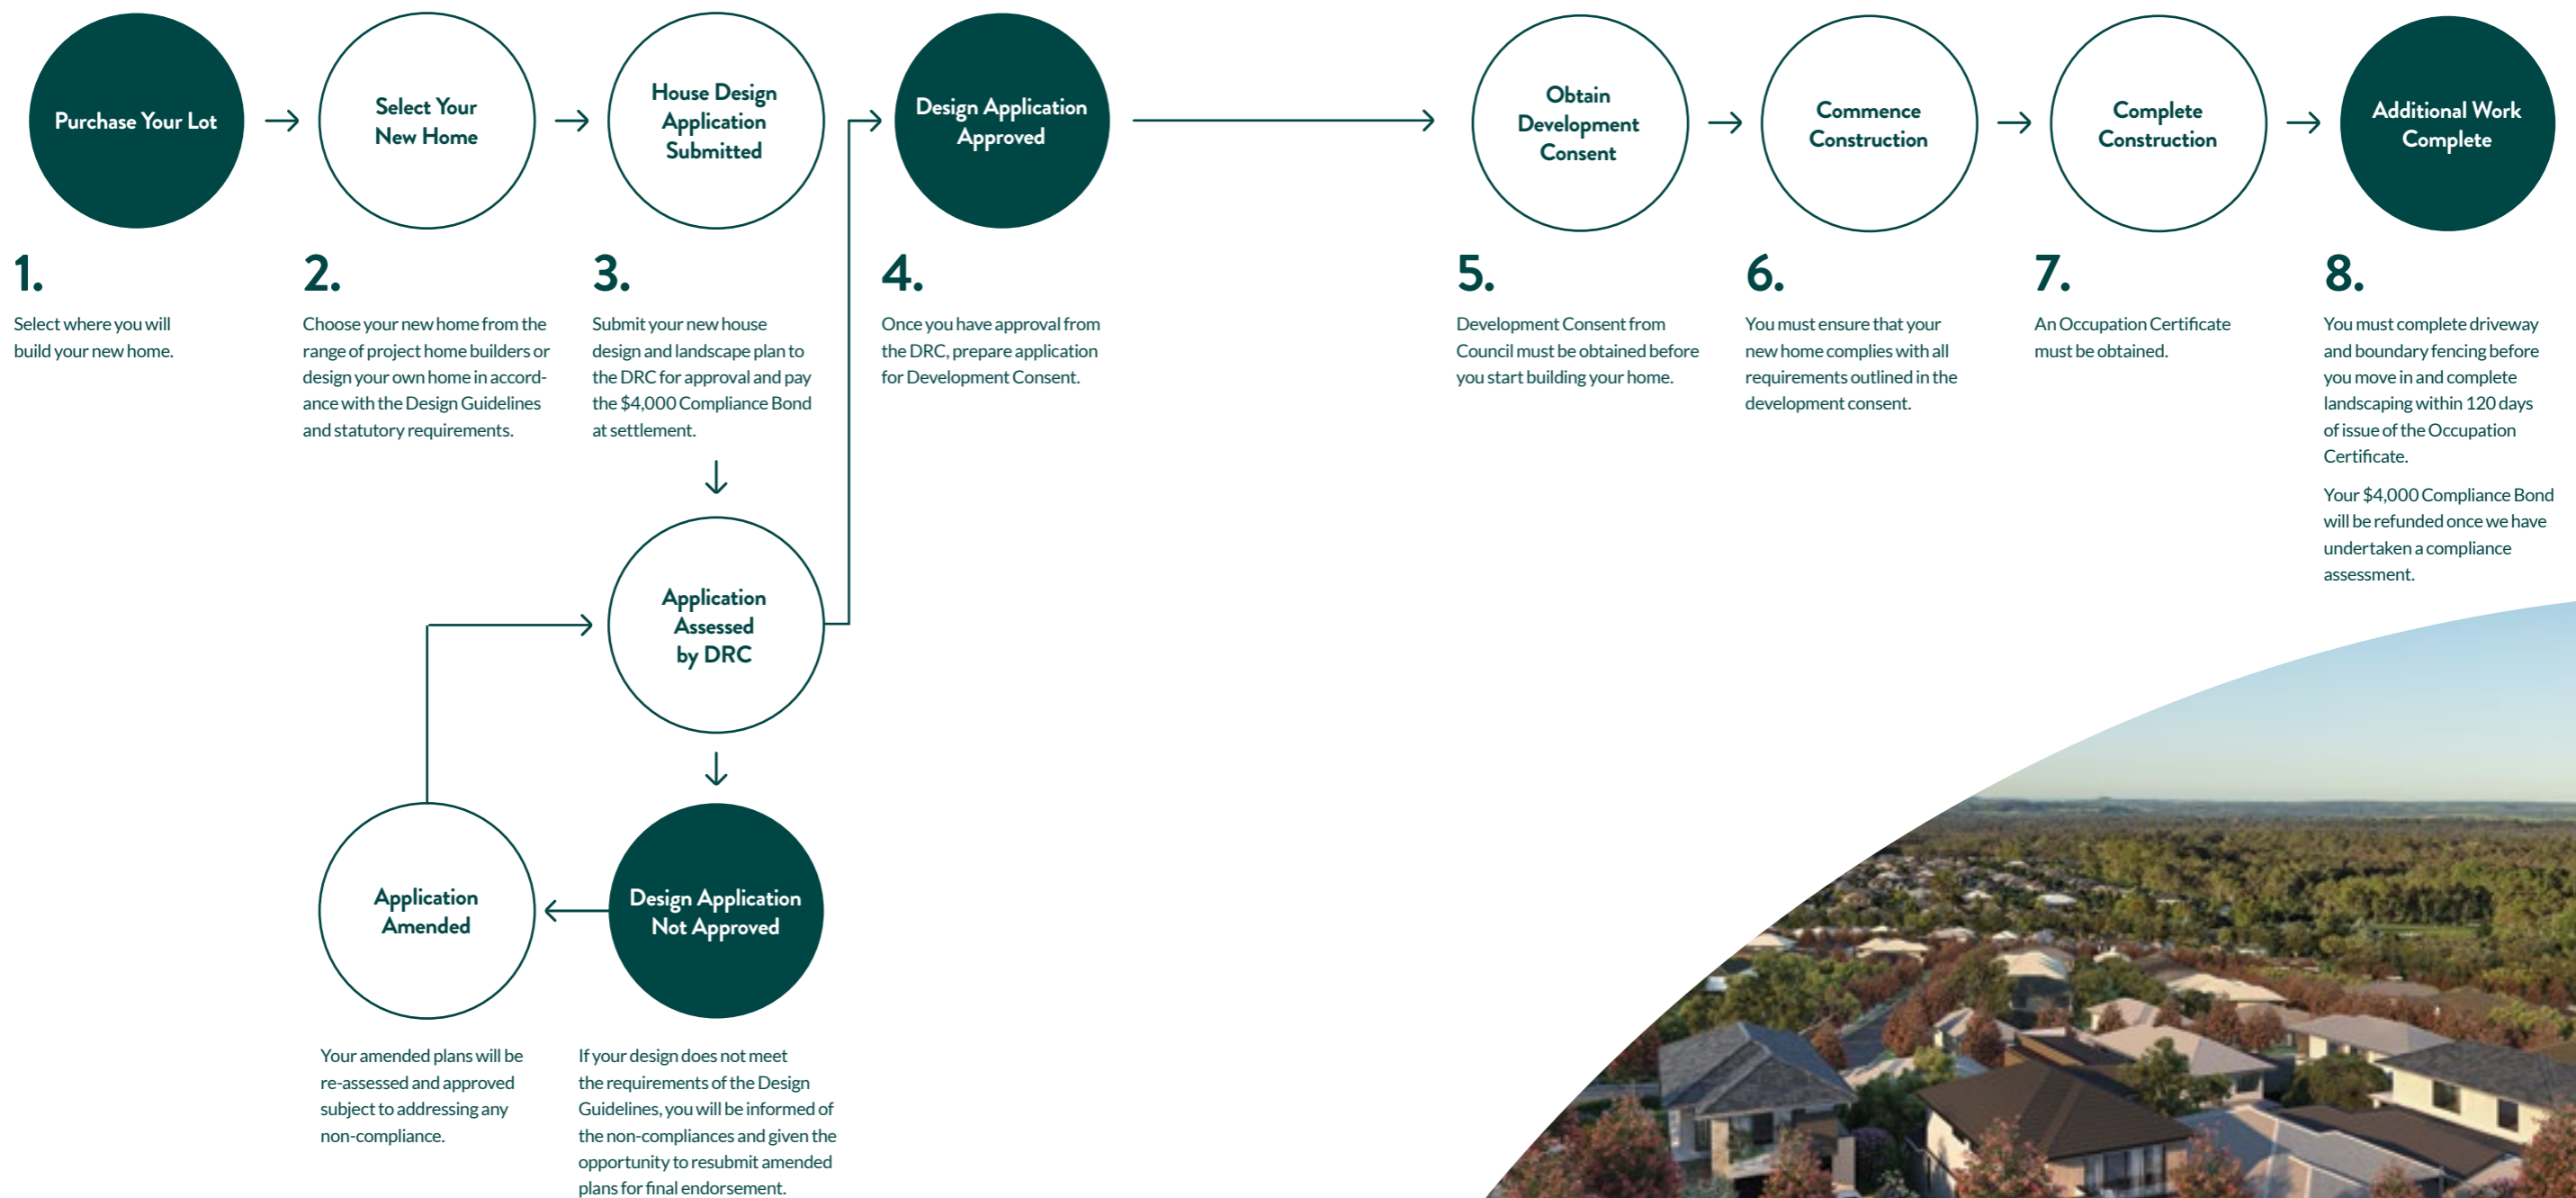 Purchase Your Lot
1.
Select where you will
build your new home.
Select Your
New Home
2.
Choose your new home from the
range of project home builders or
design your own home in accord-
ance with the Design Guidelines
and statutory requirements.
House Design
Application
Submitted
3.
Submit your new house
design and landscape plan to
the DRC for approval and pay
the $4,000 Compliance Bond
at settlement.
Application
Assessed
by DRC
Design Application
Not Approved
If your design does not meet
the requirements of the Design
Guidelines, you will be informed of
the non-compliances and given the
opportunity to resubmit amended
plans for final endorsement.
Application
Amended
Your amended plans will be
re-assessed and approved
subject to addressing any
non-compliance.
Design Application
Approved
4.
Once you have approval from
the DRC, prepare application
for Development Consent.
Obtain
Development
Consent
5.
Development Consent from
Council must be obtained before
you start building your home.
Commence
Construction
6.
You must ensure that your
new home complies with all
requirements outlined in the
development consent.
Complete
Construction
7.
An Occupation Certificate
must be obtained.
Additional Work
Complete
8.
You must complete driveway
and boundary fencing before
you move in and complete
landscaping within 120 days
of issue of the Occupation
Certificate.
Your $4,000 Compliance Bond
will be refunded once we have
undertaken a compliance
assessment.